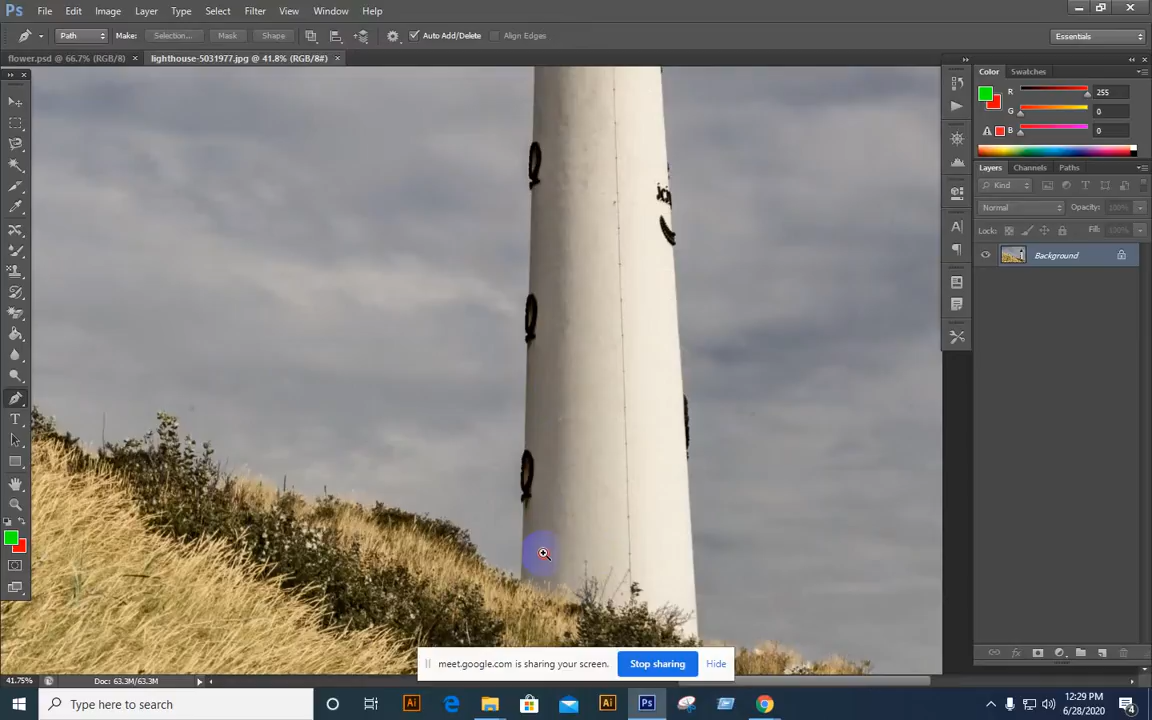 Ps File Edit Image Layer Type Select Filter View Window Help
Path Make: Selection... Mask Shape Auto Add/Delete Align Edges Essentials
flower.psd @ 66.7% (RGB/8) × lighthouse-5031977.jpg @ 41.8% (RGB/8#) ×
Color Swatches
R 255
G 0
B 0
Layers Channels Paths
Kind
Normal Opacity: 100%
Lock: Fill: 100%
Background
meet.google.com is sharing your screen. Stop sharing Hide
41.75% Doc: 63.3M/63.3M
Type here to search
12:29 PM
6/28/2020
4